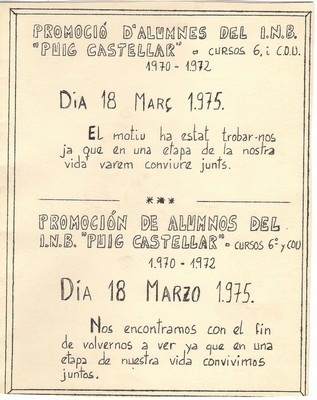 PROMOCIÓ D'ALUMNES DEL I.N.B.
"PUIG CASTELLAR" - CURSOS 6, i C.O.U.
1970 - 1972
DIA 18 MARÇ 1.975.
EL motiu ha estat trobar-nos
ja que en una etapa de la nostra
vida varem conviure junts.
***
PROMOCIÓN DE ALUMNOS DEL
I.N.B. "PUIG CASTELLAR" - CURSOS 6º y COU
1.970 - 1972
DÍA 18 MARZO 1.975.
Nos encontramos con el fin
de volvernos a ver ya que en una
etapa de nuestra vida convivimos
juntos.